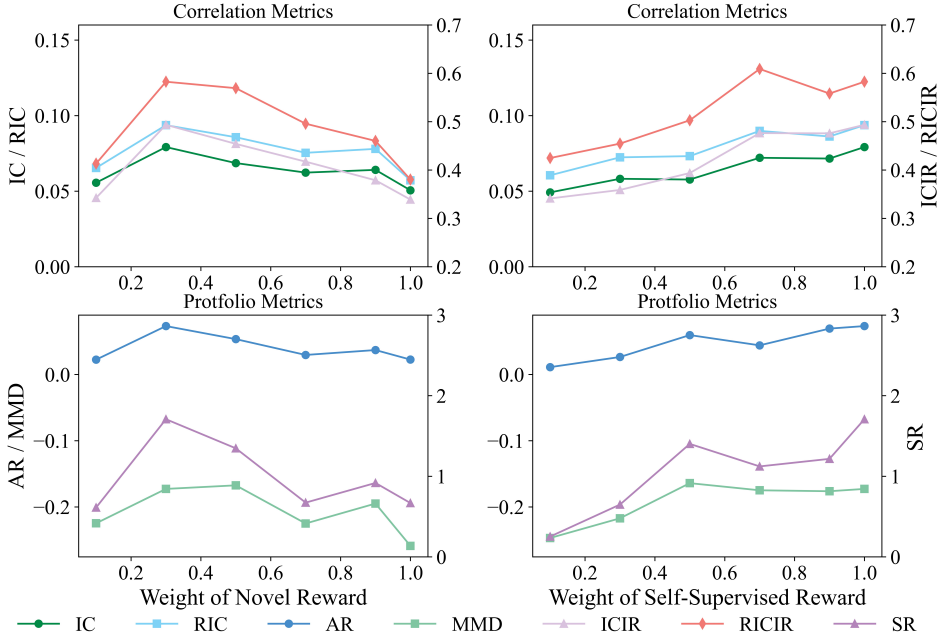 Correlation Metrics
Correlation Metrics
0.15
0.10
0.05
0.00
IC / RIC
0.7
0.6
0.5
0.4
0.3
0.2
0.2 0.4 0.6 0.8 1.0
0.15
0.10
0.05
0.00
0.7
0.6
0.5
0.4
0.3
0.2
ICIR / RICIR
0.2 0.4 0.6 0.8 1.0
Protfolio Metrics
Protfolio Metrics
0.0
−0.1
−0.2
AR / MMD
3
2
1
0
0.2 0.4 0.6 0.8 1.0
Weight of Novel Reward
0.0
−0.1
−0.2
3
2
1
0
SR
0.2 0.4 0.6 0.8 1.0
Weight of Self-Supervised Reward
IC RIC AR MMD ICIR RICIR SR